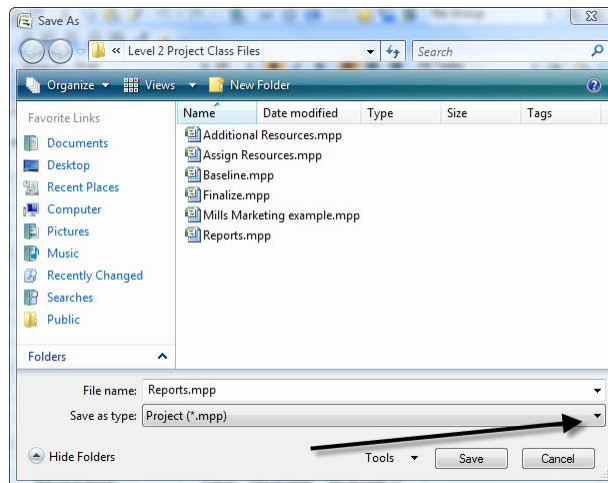 Save As
« Level 2 Project Class Files
Search
Organize Views New Folder
Favorite Links
Documents
Desktop
Recent Places
Computer
Pictures
Music
Recently Changed
Searches
Public
Folders
Name Date modified Type Size Tags
Additional Resources.mpp
Assign Resources.mpp
Baseline.mpp
Finalize.mpp
Mills Marketing example.mpp
Reports.mpp
File name: Reports.mpp
Save as type: Project (*.mpp)
Hide Folders Tools Save Cancel